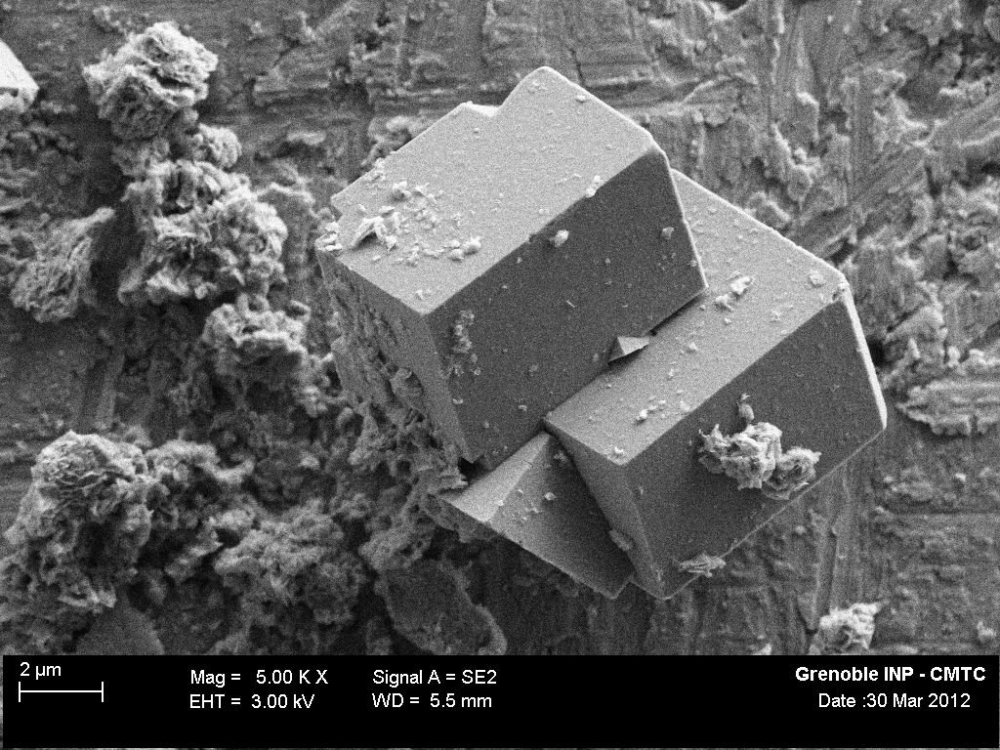 2 µm
Mag = 5.00 K X
EHT = 3.00 kV
Signal A = SE2
WD = 5.5 mm
Grenoble INP - CMTC
Date :30 Mar 2012